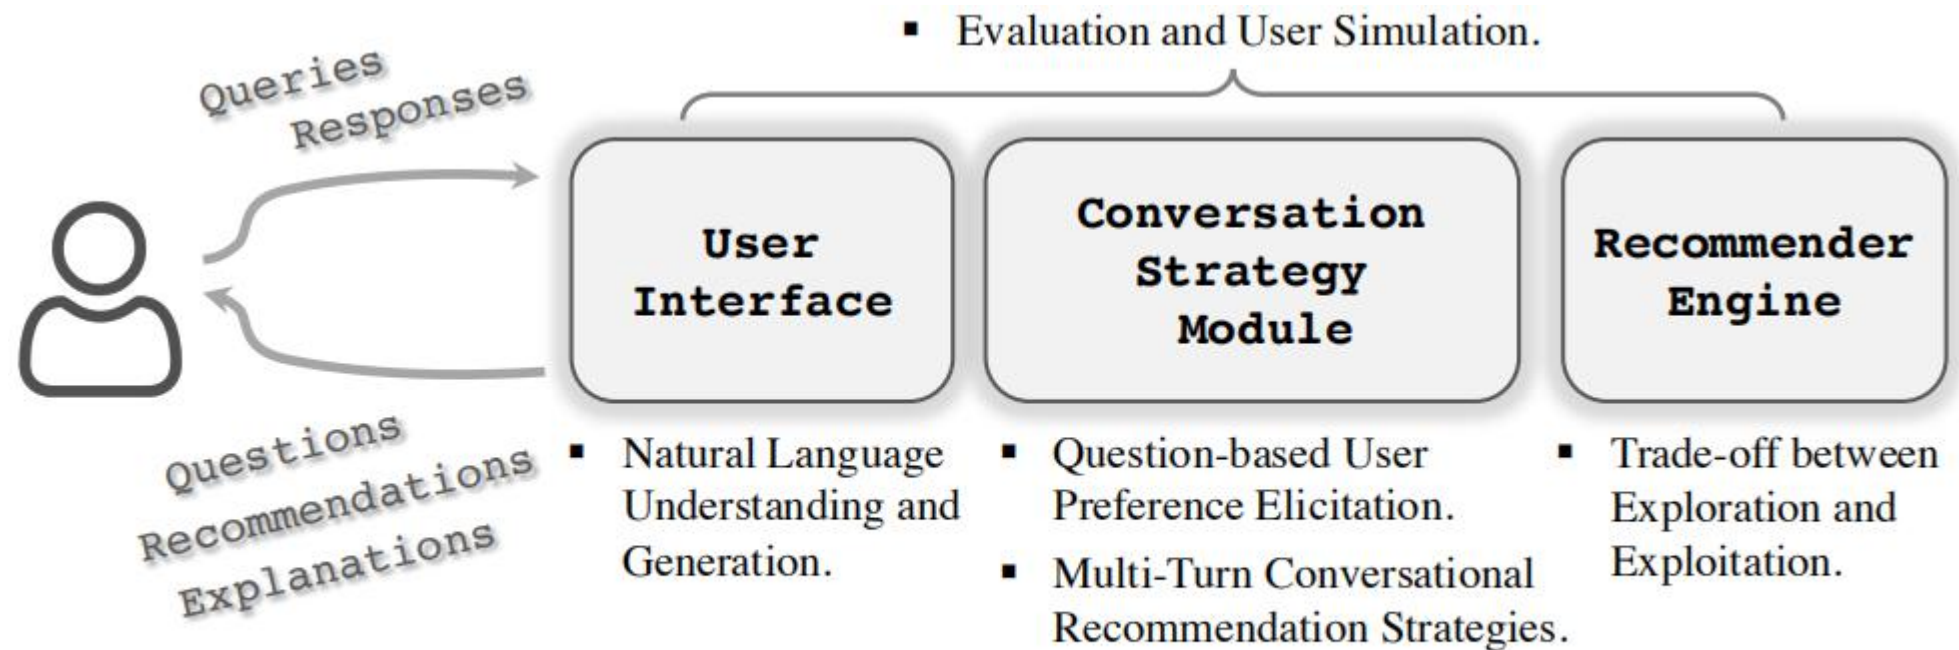 ▪ Evaluation and User Simulation.
Queries
Responses
User
Interface
Conversation
Strategy
Module
Recommender
Engine
Questions
Recommendations
Explanations
▪ Natural Language
Understanding and
Generation.
▪ Question-based User
Preference Elicitation.
▪ Multi-Turn Conversational
Recommendation Strategies.
▪ Trade-off between
Exploration and
Exploitation.